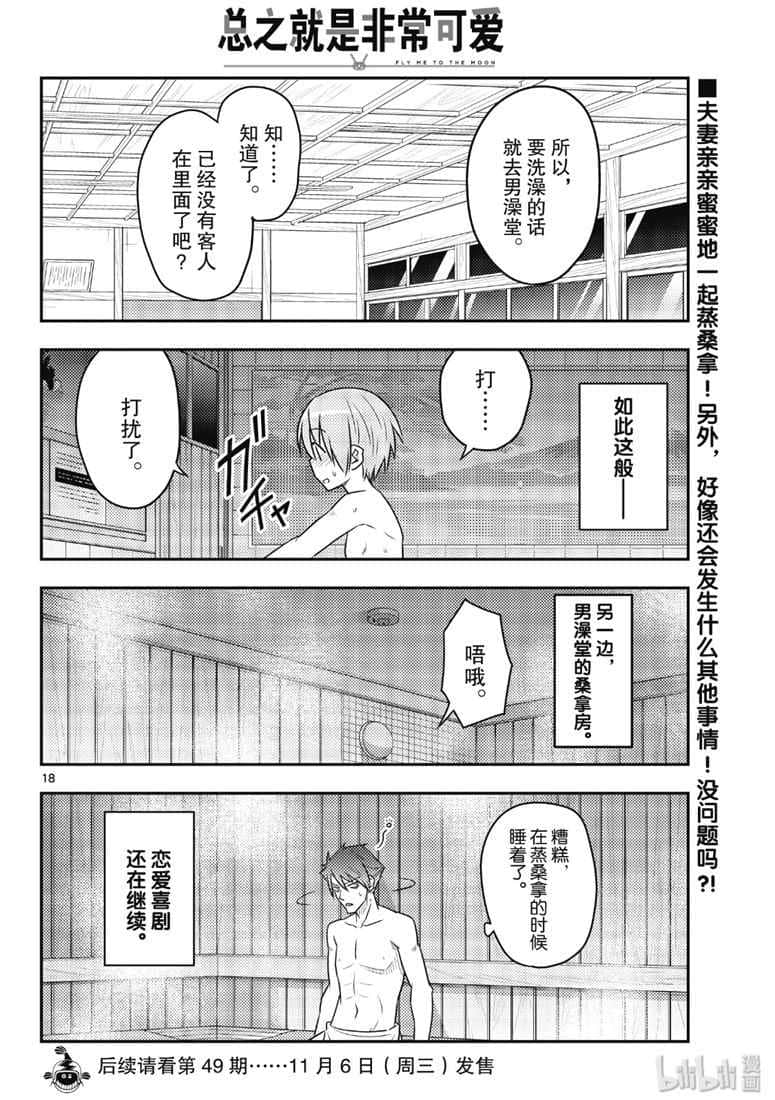 总之就是非常可爱
FLY ME TO THE MOON
■夫妻亲亲蜜蜜地一起蒸桑拿！另外，好像还会发生什么其他事情！没问题吗?!
所以，
要洗澡的话
就去男澡堂。
知……
知道了。
已经没有客人
在里面了吧？
如此这般——
打……
打扰了。
ガチャ
另一边，
男澡堂的桑拿房。
唔哦。
18
糟糕，
在蒸桑拿的时候
睡着了。
恋爱喜剧
还在继续。
后续请看第49期……11月6日（周三）发售
bilibili漫画